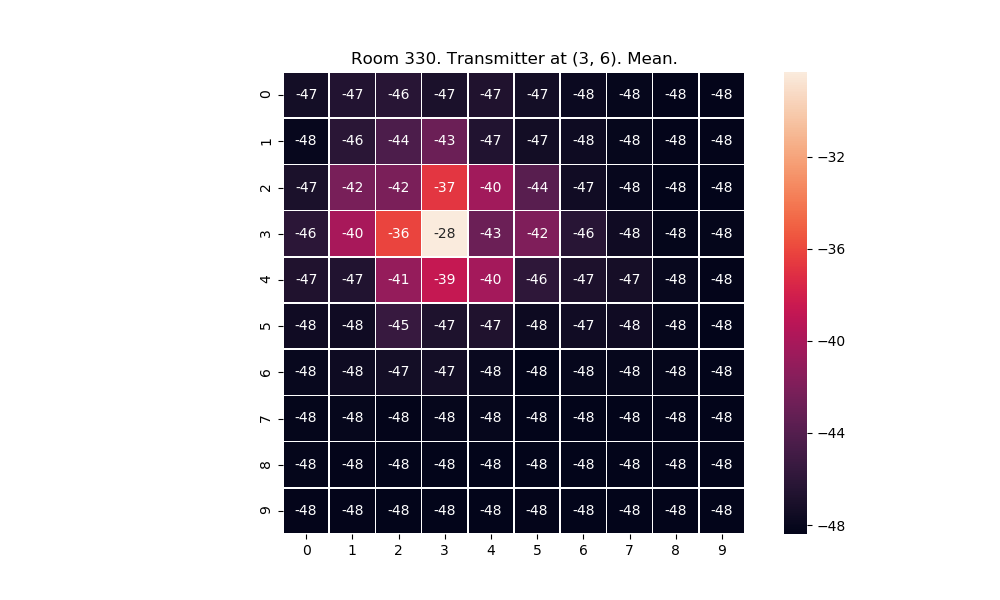 Room 330. Transmitter at (3, 6). Mean.
0 -47 -47 -46 -47 -47 -47 -48 -48 -48 -48
1 -48 -46 -44 -43 -47 -47 -48 -48 -48 -48
2 -47 -42 -42 -37 -40 -44 -47 -48 -48 -48
3 -46 -40 -36 -28 -43 -42 -46 -48 -48 -48
4 -47 -47 -41 -39 -40 -46 -47 -47 -48 -48
5 -48 -48 -45 -47 -47 -48 -47 -48 -48 -48
6 -48 -48 -47 -47 -48 -48 -48 -48 -48 -48
7 -48 -48 -48 -48 -48 -48 -48 -48 -48 -48
8 -48 -48 -48 -48 -48 -48 -48 -48 -48 -48
9 -48 -48 -48 -48 -48 -48 -48 -48 -48 -48
0 1 2 3 4 5 6 7 8 9
−32
−36
−40
−44
−48